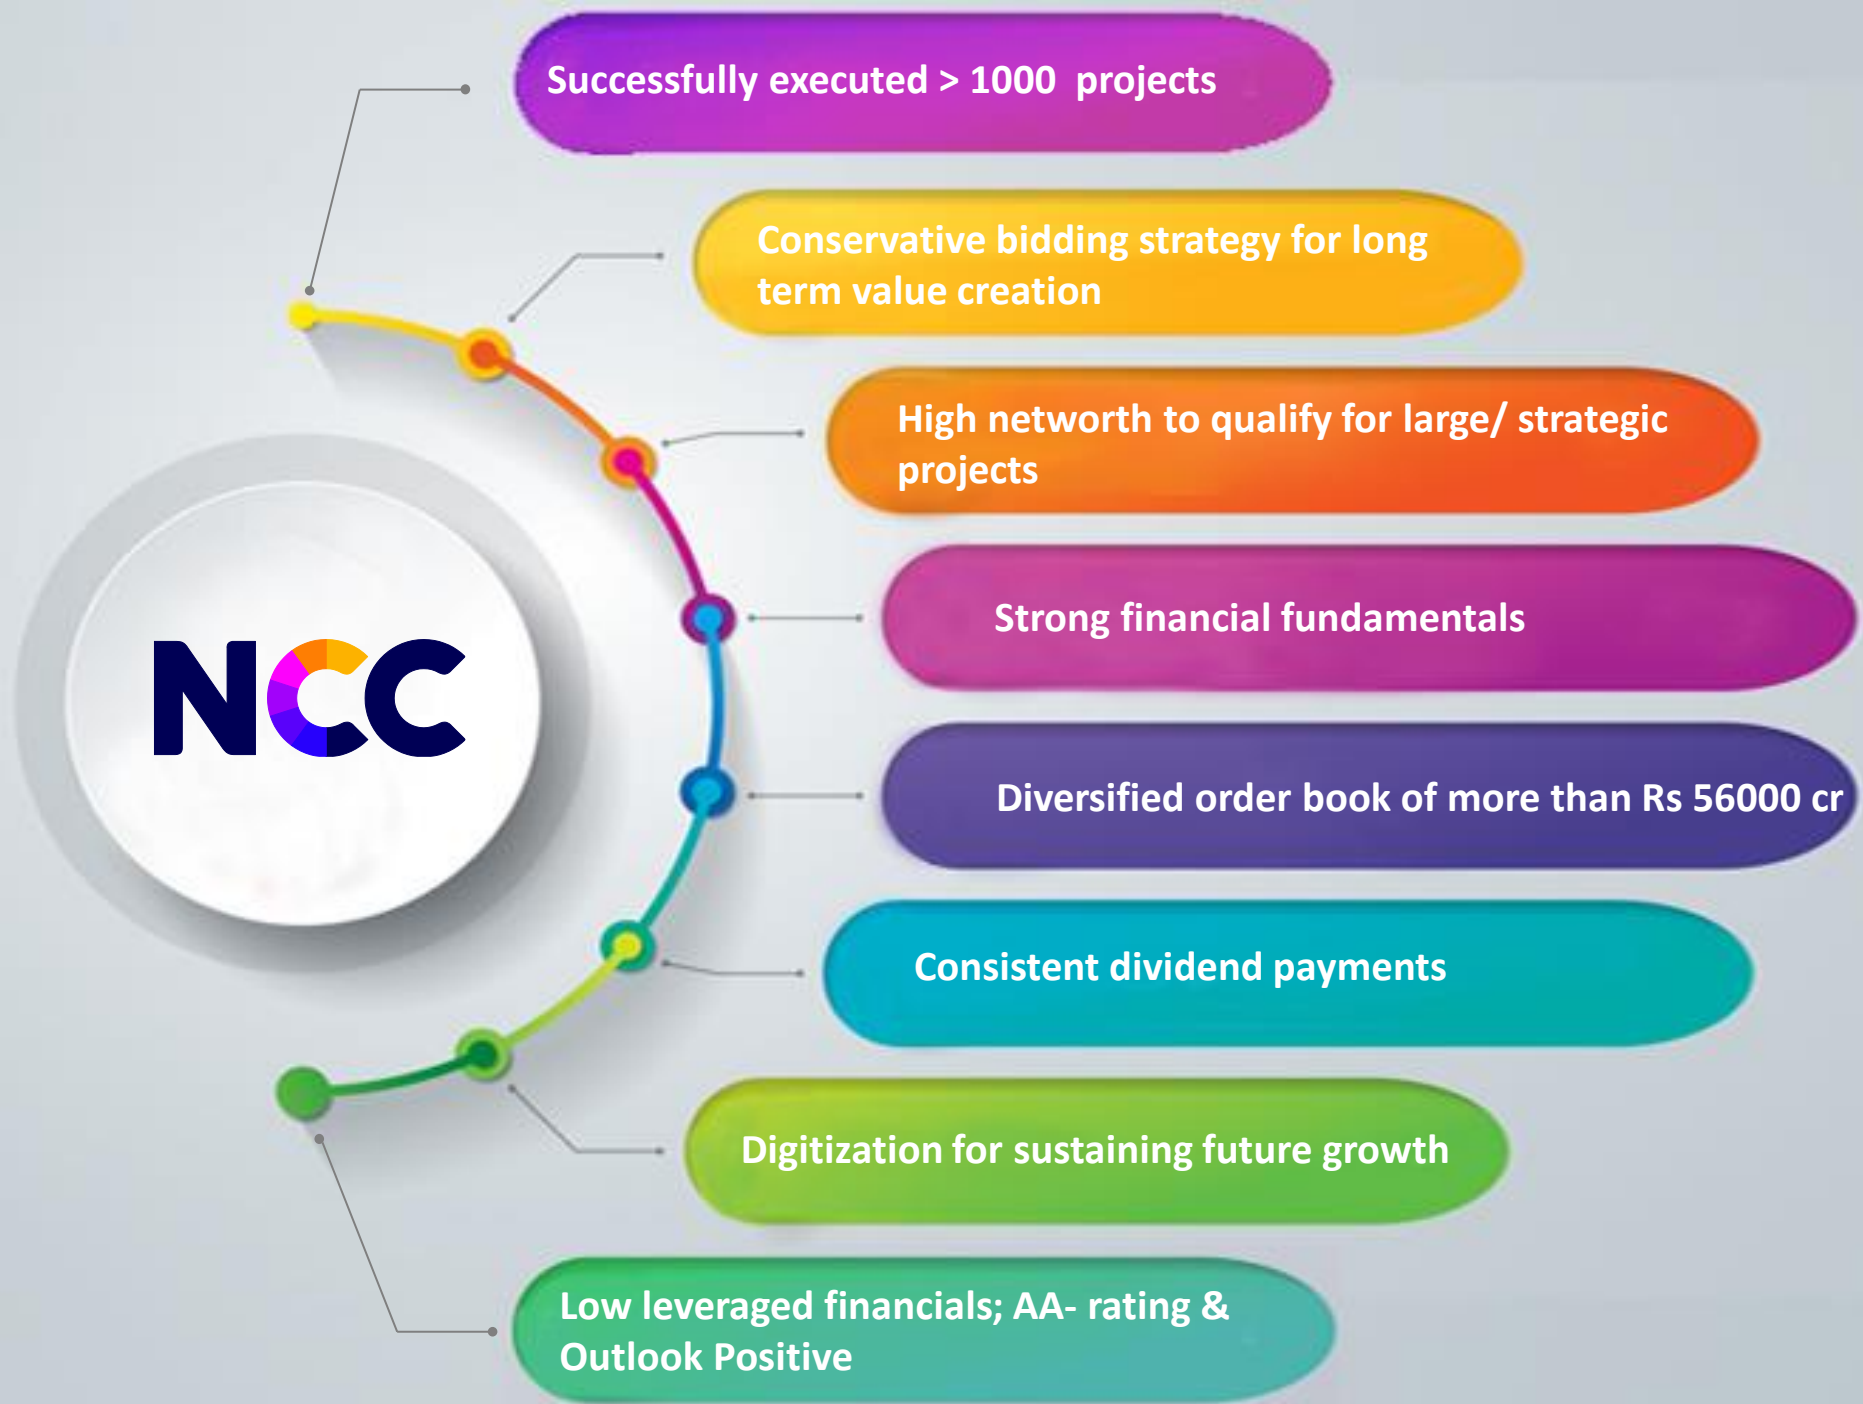 Successfully executed > 1000 projects
Conservative bidding strategy for long
term value creation
High networth to qualify for large/ strategic
projects
NCC
Strong financial fundamentals
Diversified order book of more than Rs 56000 cr
Consistent dividend payments
Digitization for sustaining future growth
Low leveraged financials; AA- rating &
Outlook Positive